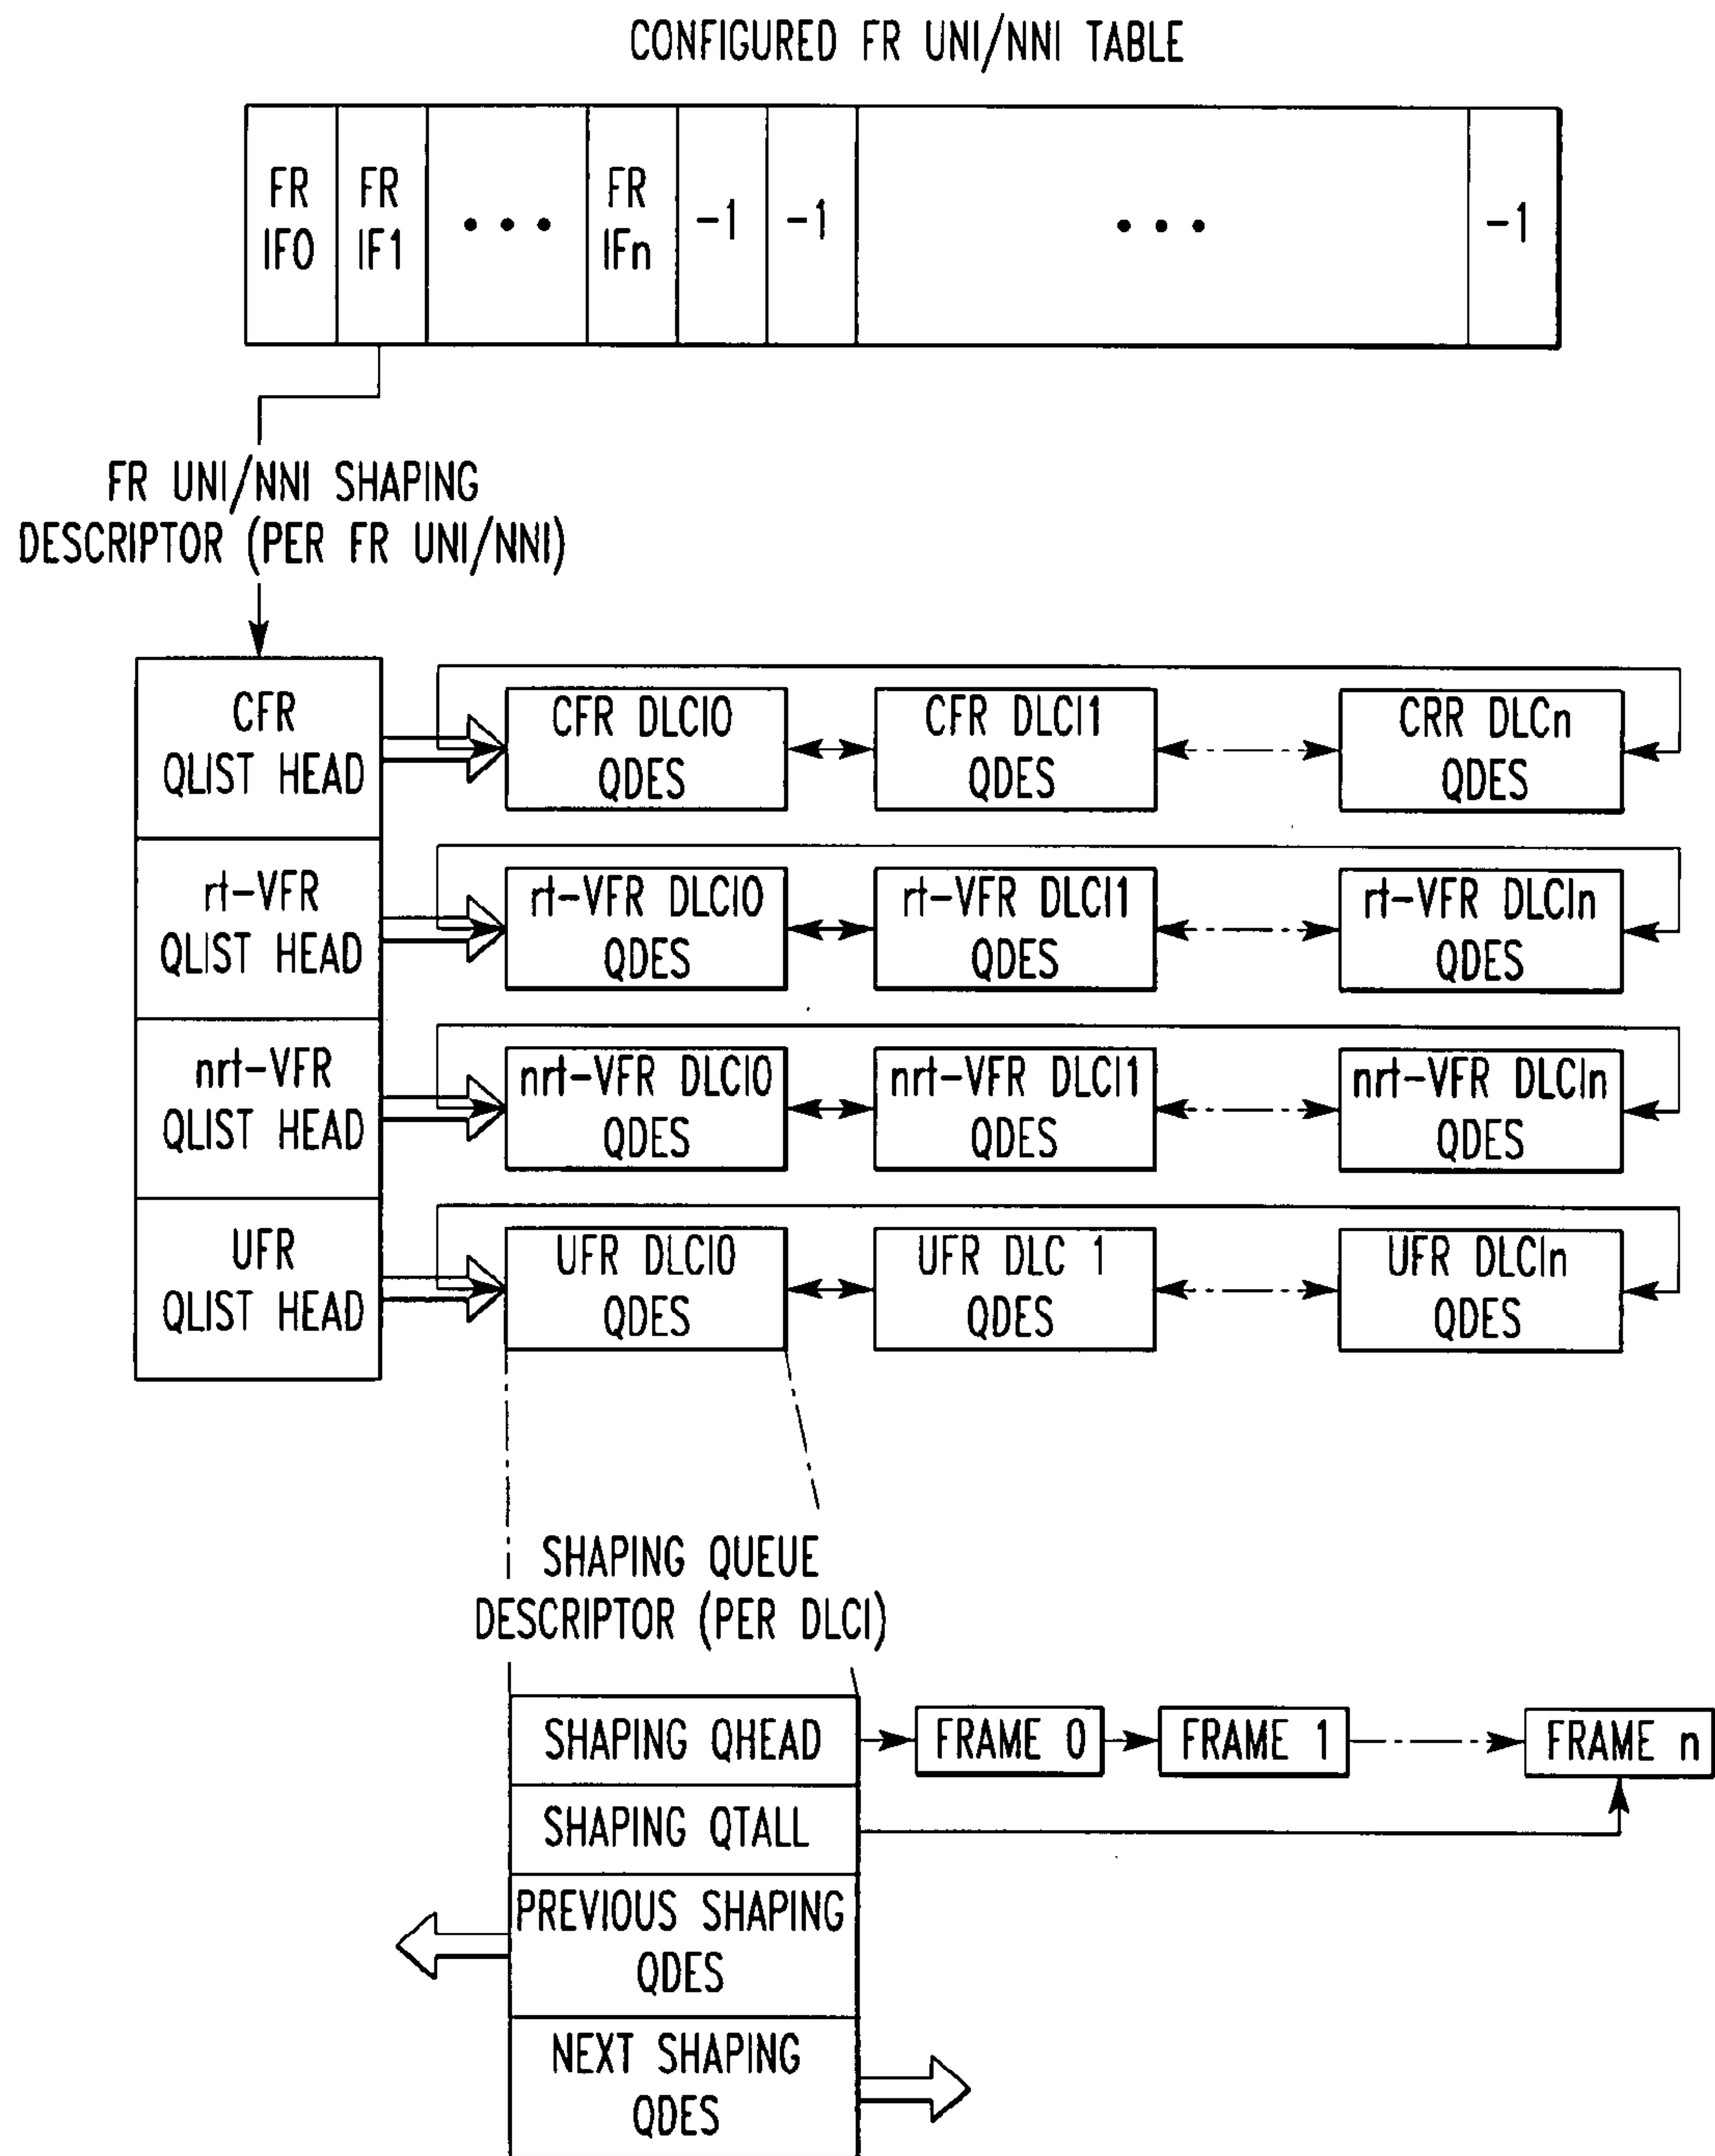 CONFIGURED FR UNI/NNI TABLE
FR IF0
FR IF1
• • •
FR IFn
-1
-1
• • •
-1
FR UNI/NNI SHAPING
DESCRIPTOR (PER FR UNI/NNI)
CFR
QLIST HEAD
CFR DLCI0
QDES
CFR DLCI1
QDES
CRR DLCn
QDES
rt-VFR
QLIST HEAD
rt-VFR DLCI0
QDES
rt-VFR DLCI1
QDES
rt-VFR DLCIn
QDES
nrt-VFR
QLIST HEAD
nrt-VFR DLCI0
QDES
nrt-VFR DLCI1
QDES
nrt-VFR DLCIn
QDES
UFR
QLIST HEAD
UFR DLCI0
QDES
UFR DLC 1
QDES
UFR DLCIn
QDES
SHAPING QUEUE
DESCRIPTOR (PER DLCI)
SHAPING QHEAD
FRAME 0
FRAME 1
FRAME n
SHAPING QTALL
PREVIOUS SHAPING
QDES
NEXT SHAPING
QDES